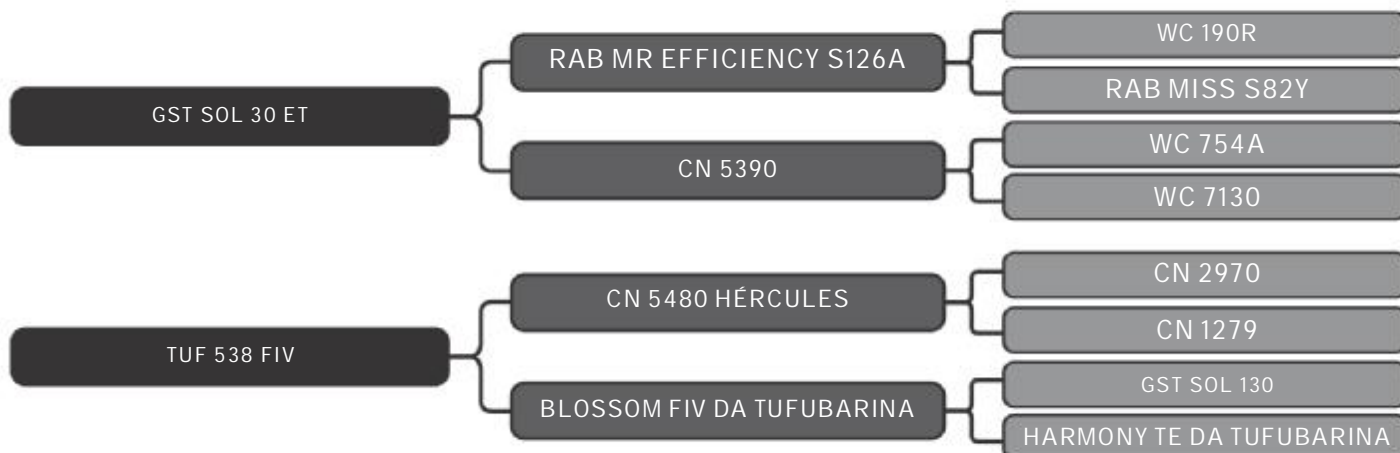 WC 190R
RAB MR EFFICIENCY S126A
RAB MISS S82Y
GST SOL 30 ET
WC 754A
CN 5390
WC 7130
CN 2970
CN 5480 HÉRCULES
CN 1279
TUF 538 FIV
GST SOL 130
BLOSSOM FIV DA TUFUBARINA
HARMONY TE DA TUFUBARINA